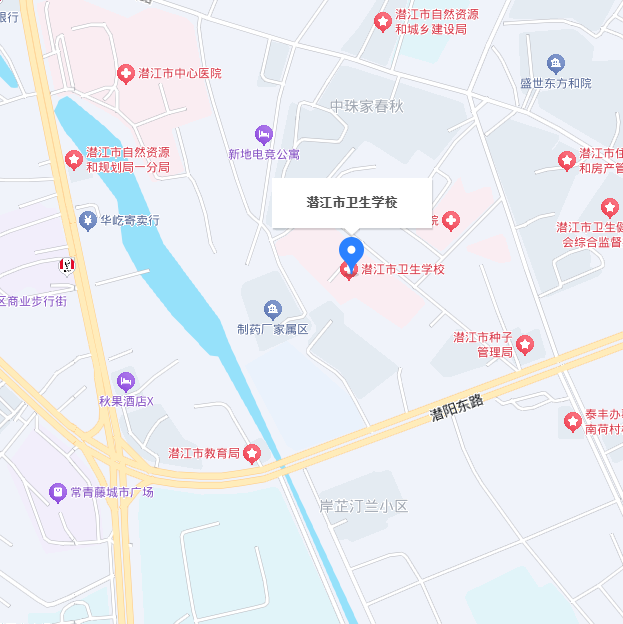 银行
潜江市自然资源
和城乡建设局
潜江市中心医院
盛世东方和院
中珠家春秋
新地电竞公寓
潜江市自然资源
和规划局一分局
潜江市住
和房产管
潜江市卫生学校
院
华屹寄卖行
潜江市卫生健
会综合监督
潜江市卫生学校
区商业步行街
制药厂家属区
潜江市种子
管理局
秋果酒店X
潜阳东路
泰丰办事
南荷村
潜江市教育局
常青藤城市广场
岸芷汀兰小区